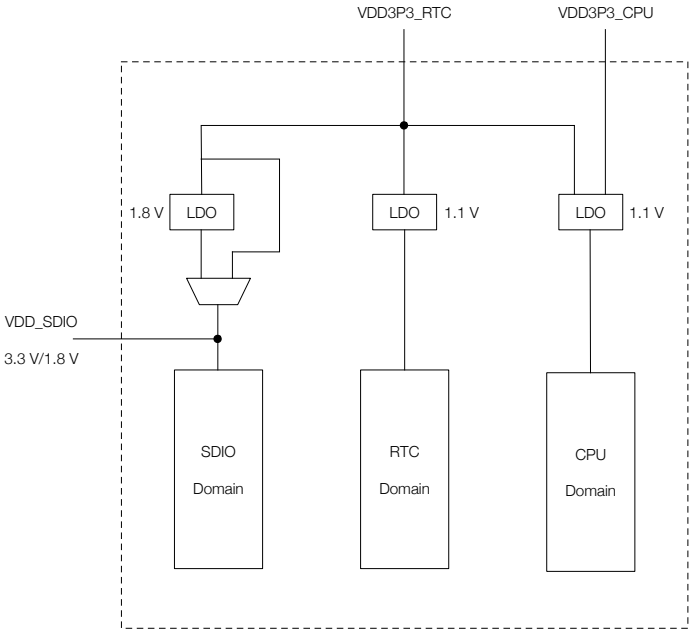 VDD3P3_RTC
VDD3P3_CPU
1.8 V
LDO
LDO
1.1 V
LDO
1.1 V
VDD_SDIO
3.3 V/1.8 V
SDIO
Domain
RTC
Domain
CPU
Domain